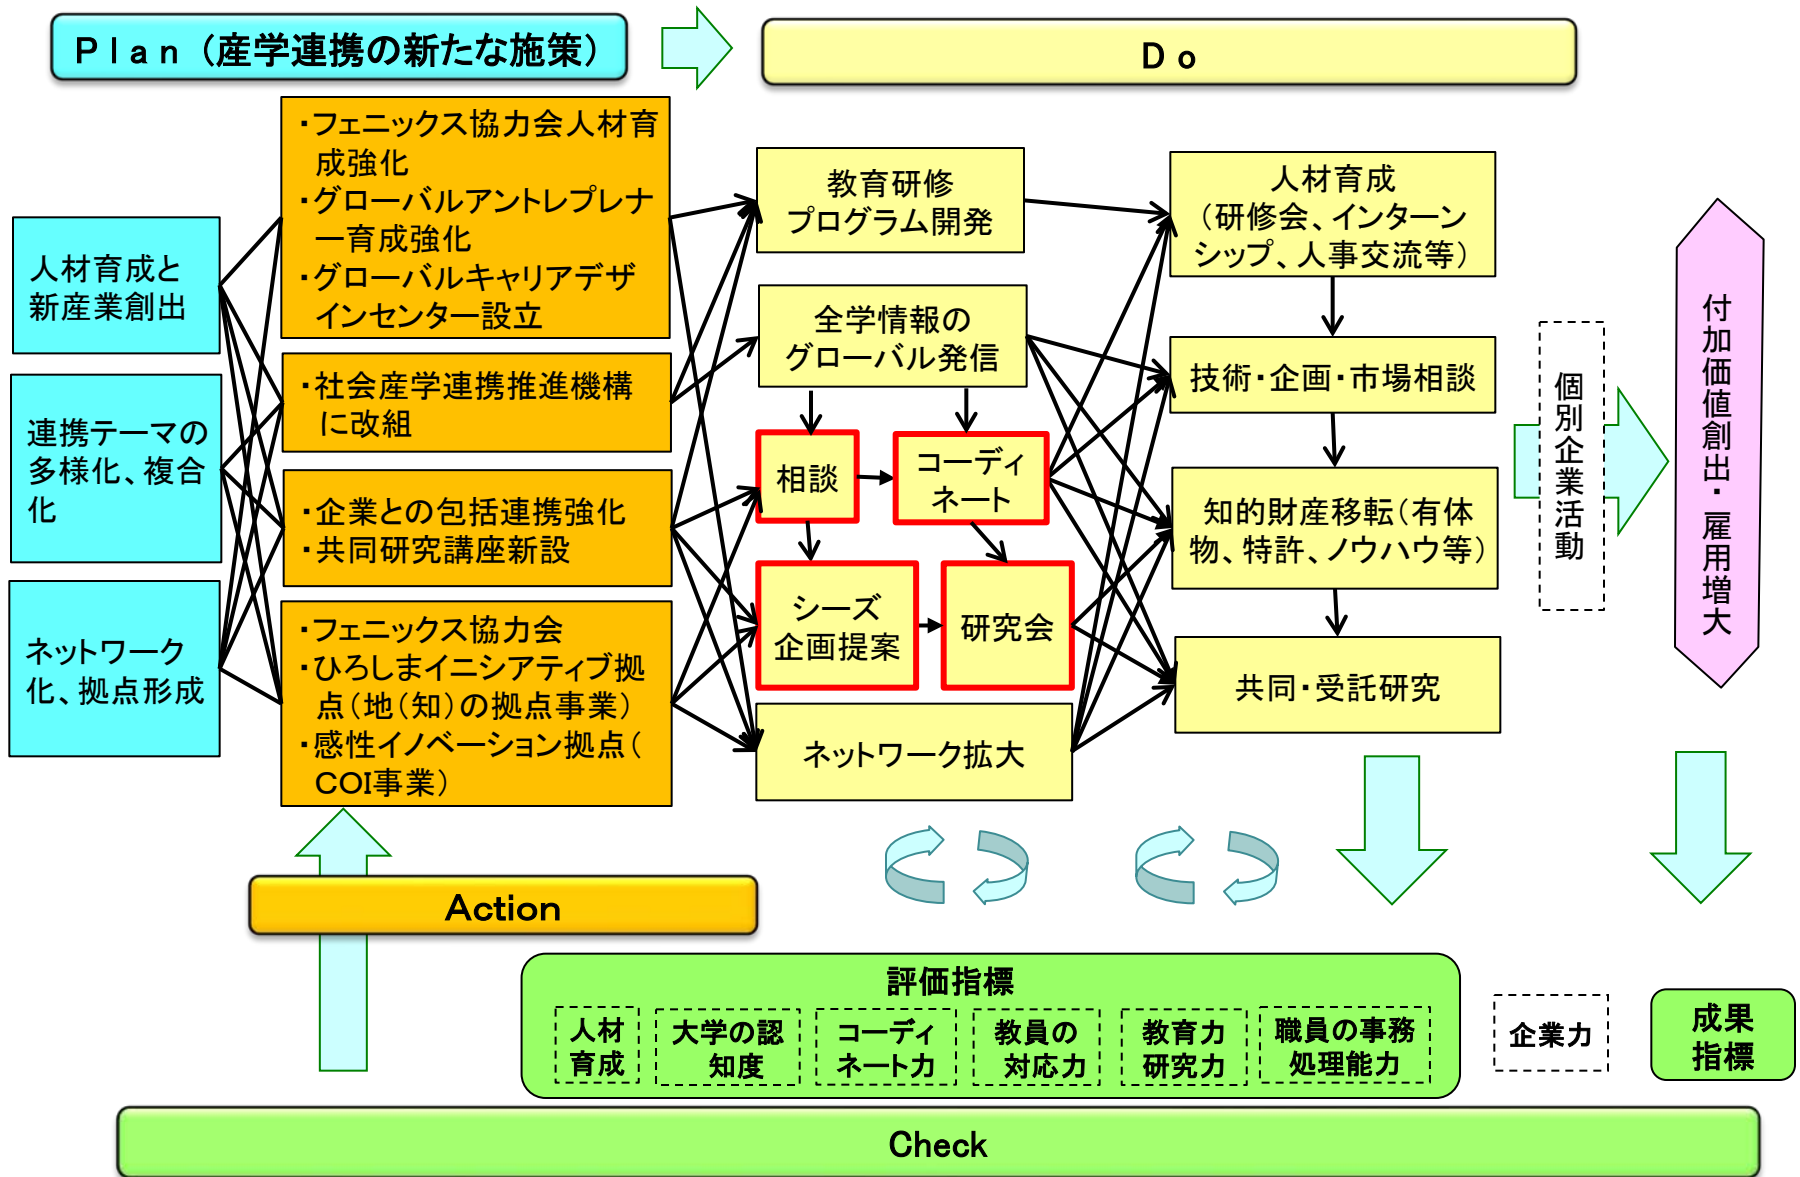 Plan（産学連携の新たな施策）
Do
人材育成と
新産業創出
連携テーマの
多様化、複合
化
ネットワーク
化、拠点形成
・フェニックス協力会人材育
成強化
・グローバルアントレプレナ
ー育成強化
・グローバルキャリアデザ
インセンター設立
・社会産学連携推進機構
に改組
・企業との包括連携強化
・共同研究講座新設
・フェニックス協力会
・ひろしまイニシアティブ拠
点（地（知）の拠点事業）
・感性イノベーション拠点（
COI事業）
教育研修
プログラム開発
全学情報の
グローバル発信
相談
コーディ
ネート
シーズ
企画提案
研究会
ネットワーク拡大
人材育成
（研修会、インターン
シップ、人事交流等）
技術・企画・市場相談
知的財産移転（有体
物、特許、ノウハウ等）
共同・受託研究
個別企業活動
付加価値創出・雇用増大
Action
評価指標
人材
育成
大学の認
知度
コーディ
ネート力
教員の
対応力
教育力
研究力
職員の事務
処理能力
企業力
成果
指標
Check